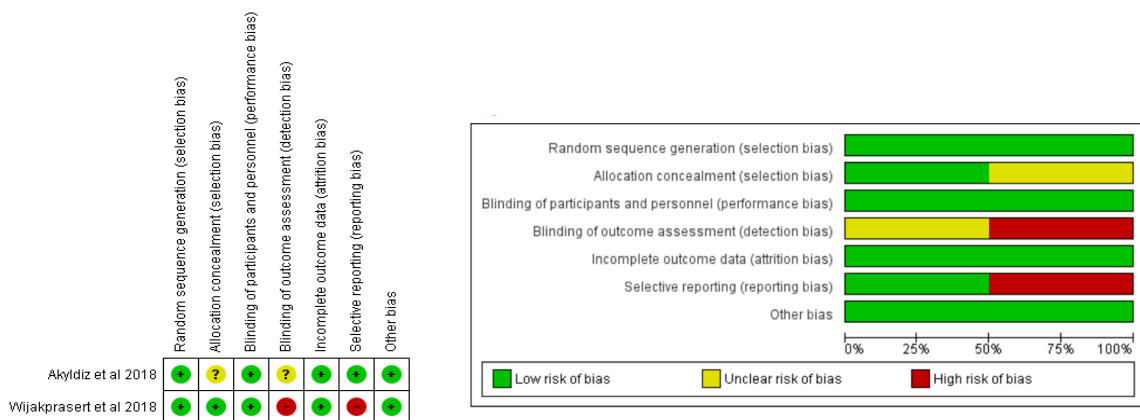 Random sequence generation (selection bias)
Allocation concealment (selection bias)
Blinding of participants and personnel (performance bias)
Blinding of outcome assessment (detection bias)
Incomplete outcome data (attrition bias)
Selective reporting (reporting bias)
Other bias
Akyldiz et al 2018 + ? + ? + + +
Wijakprasert et al 2018 + + + - + - +
Random sequence generation (selection bias)
Allocation concealment (selection bias)
Blinding of participants and personnel (performance bias)
Blinding of outcome assessment (detection bias)
Incomplete outcome data (attrition bias)
Selective reporting (reporting bias)
Other bias
0% 25% 50% 75% 100%
Low risk of bias Unclear risk of bias High risk of bias